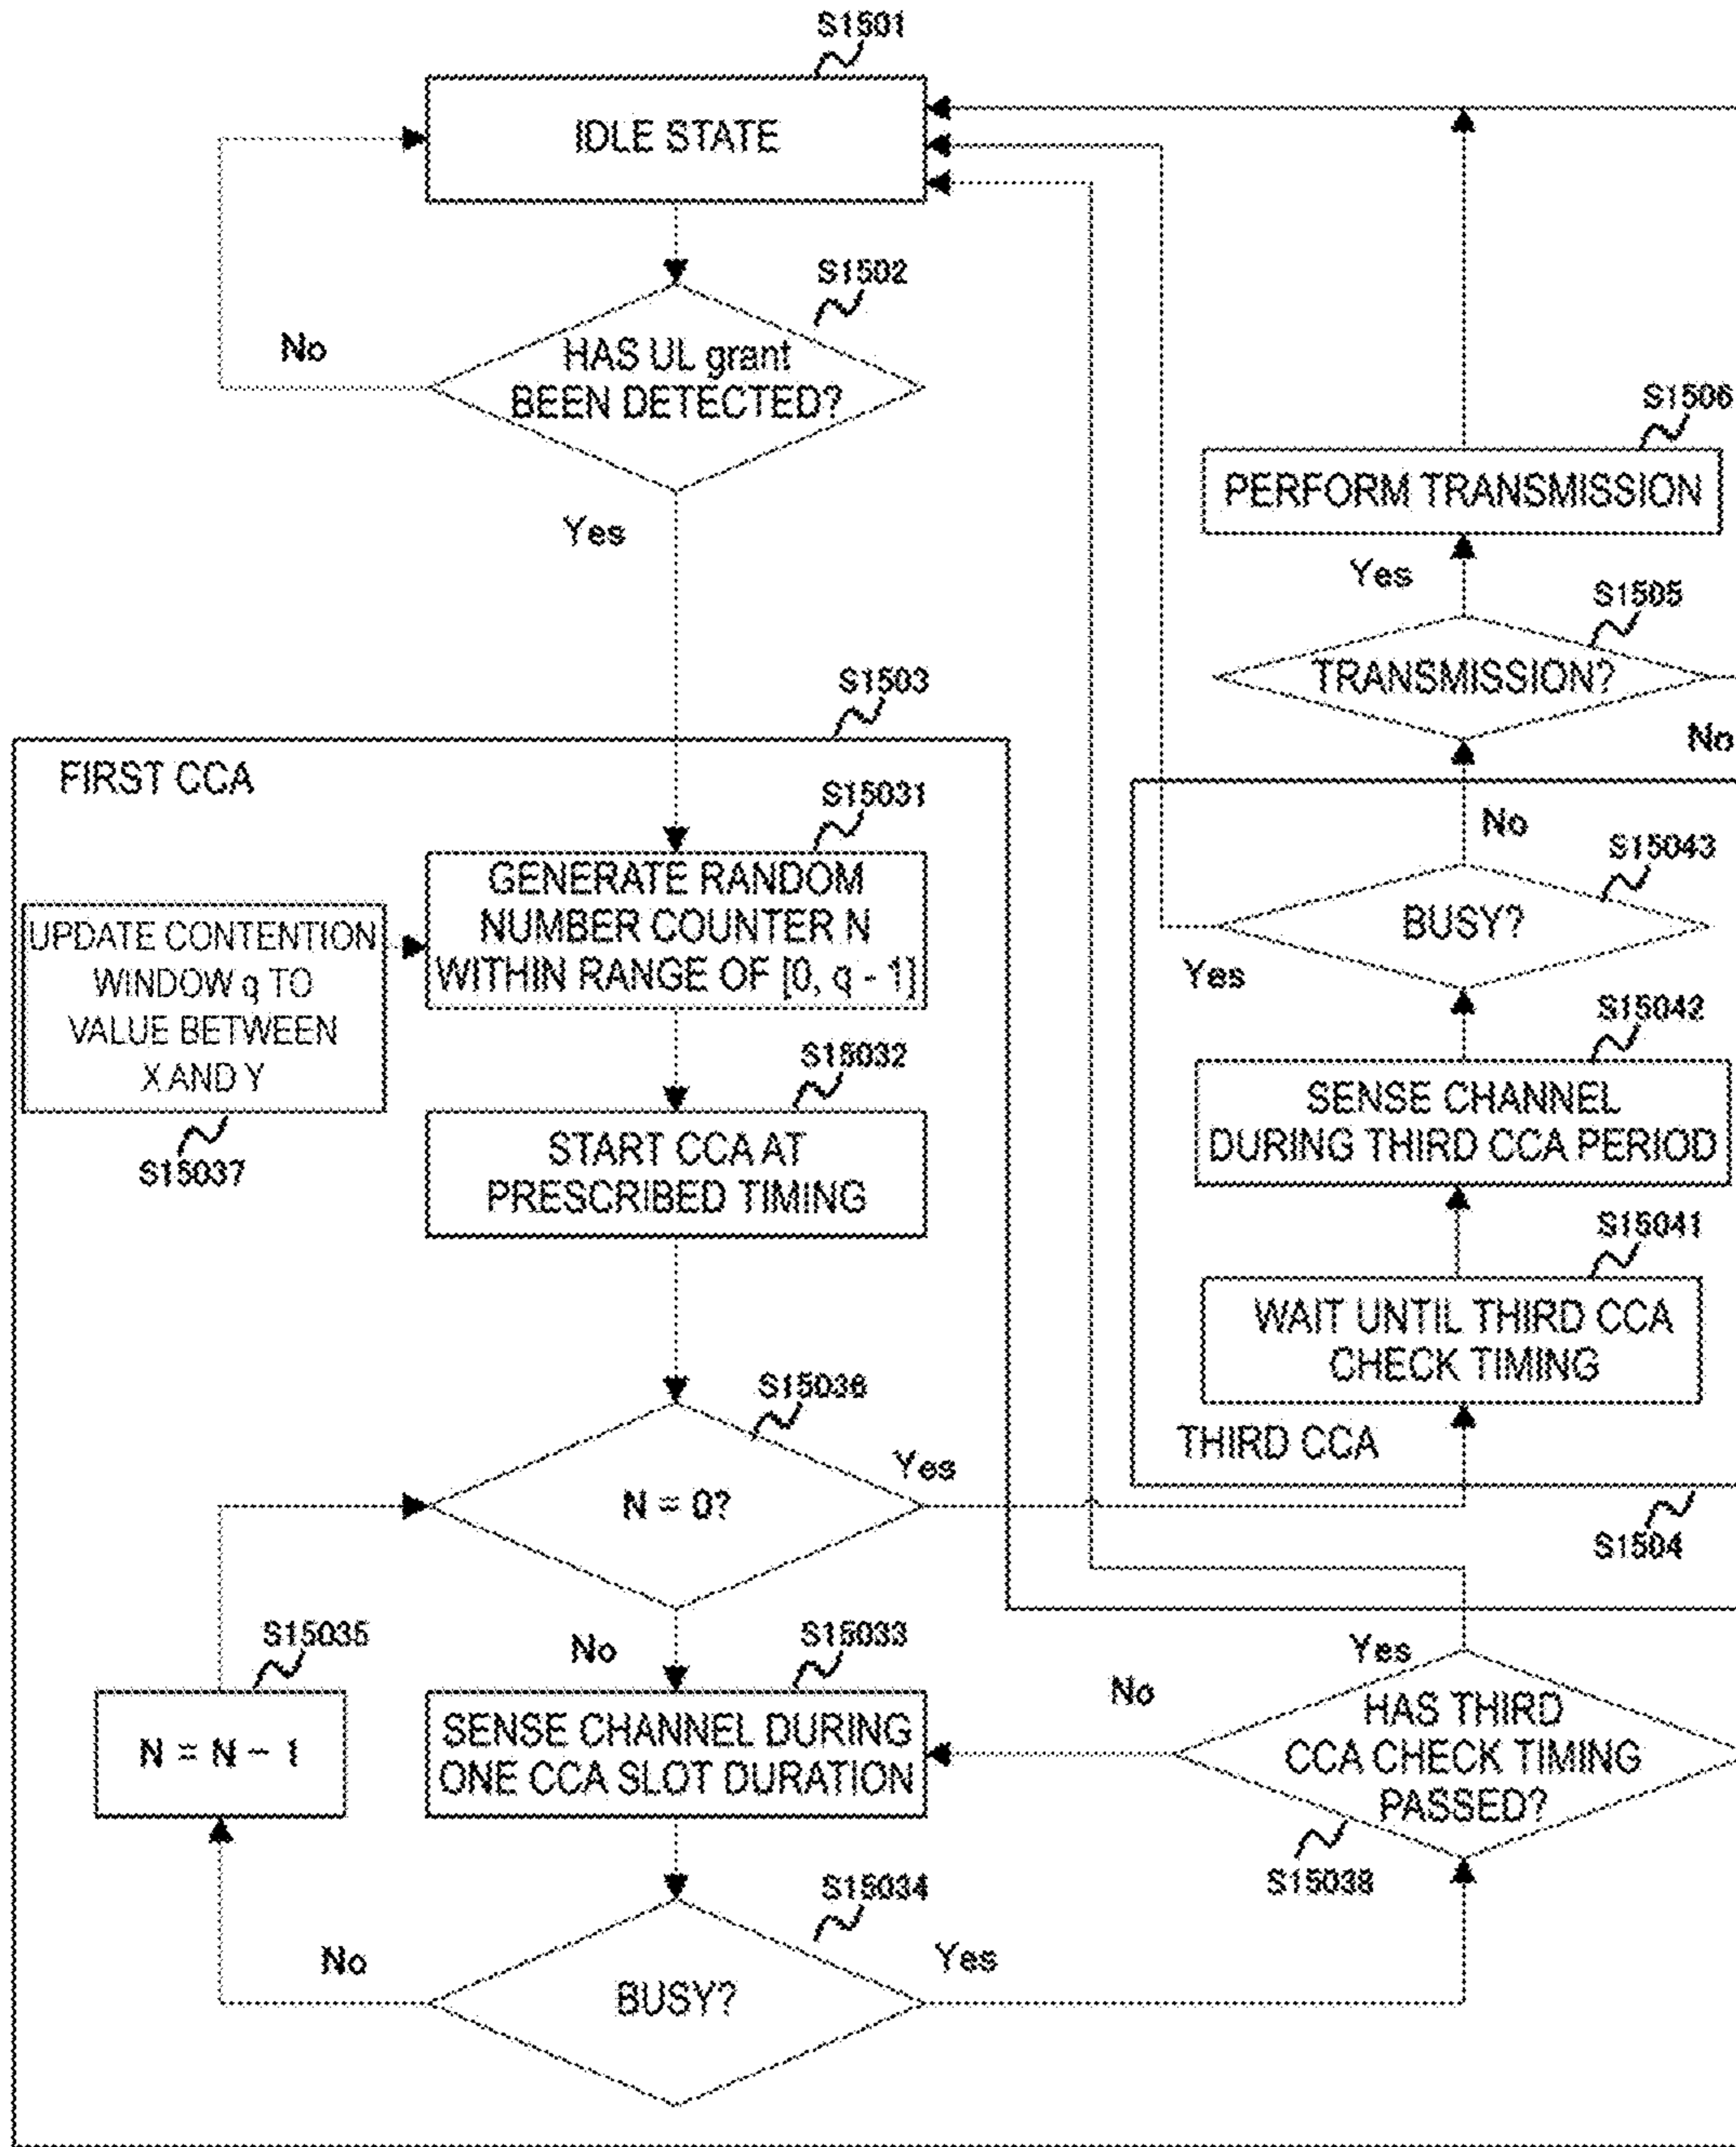 S1501
IDLE STATE
S1502
No
HAS UL grant
BEEN DETECTED?
Yes
S1506
PERFORM TRANSMISSION
Yes
S1505
TRANSMISSION?
No
S1503
FIRST CCA
S15031
GENERATE RANDOM
NUMBER COUNTER N
WITHIN RANGE OF [0, q - 1]
UPDATE CONTENTION
WINDOW q TO
VALUE BETWEEN
X AND Y
S15037
S15032
START CCA AT
PRESCRIBED TIMING
No
S15043
BUSY?
Yes
S15042
SENSE CHANNEL
DURING THIRD CCA PERIOD
S15041
WAIT UNTIL THIRD CCA
CHECK TIMING
THIRD CCA
S1504
S15036
N = 0?
Yes
No
S15035
N = N - 1
S15033
SENSE CHANNEL DURING
ONE CCA SLOT DURATION
No
Yes
HAS THIRD
CCA CHECK TIMING
PASSED?
S15038
S15034
No
BUSY?
Yes